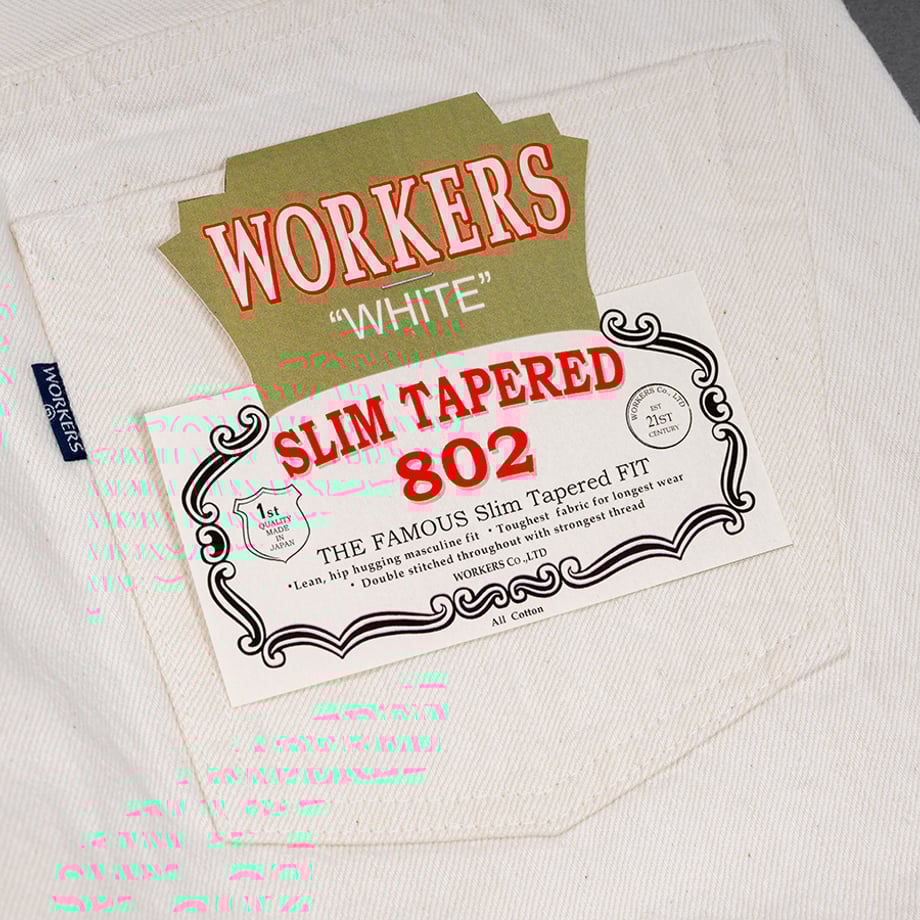 WORKERS
“WHITE”
SLIM TAPERED
802
WORKERS Co., LTD
EST
21ST
CENTURY
1st
QUALITY
MADE
IN
JAPAN
THE FAMOUS Slim Tapered FIT
•Lean, hip hugging masculine fit • Toughest fabric for longest wear
• Double stitched throughout with strongest thread
WORKERS Co.,LTD
All Cotton
WORKERS
WORKERS